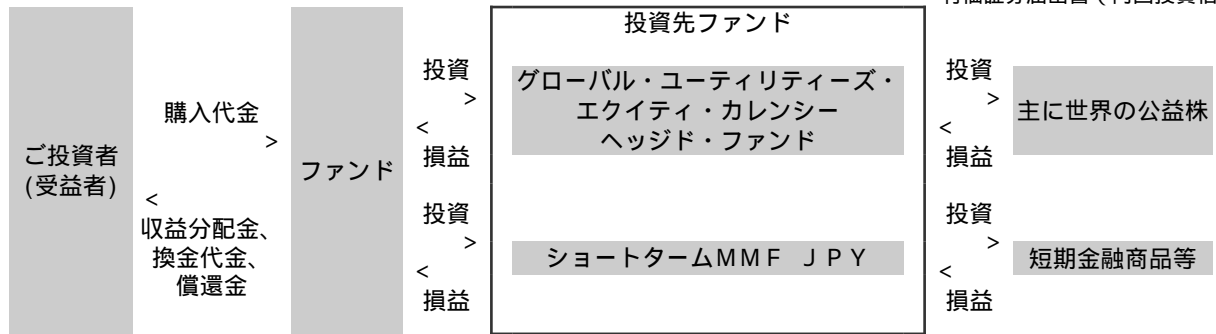 投資先ファンド
ご投資者
(受益者)
購入代金
>
<
収益分配金、
換金代金、
償還金
ファンド
投資
>
<
損益
グローバル・ユーティリティーズ・
エクイティ・カレンシー
ヘッジド・ファンド
投資
>
<
損益
主に世界の公益株
投資
>
<
損益
ショートタームＭＭＦ ＪＰＹ
投資
>
<
損益
短期金融商品等